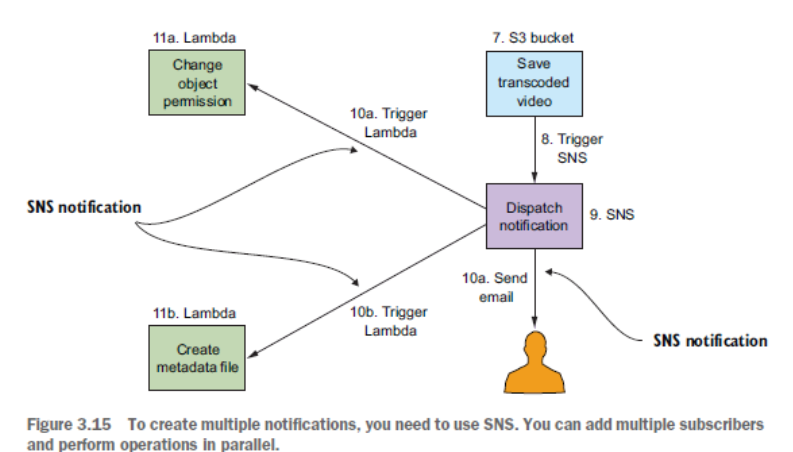 11a. Lambda
Change
object
permission
7. S3 bucket
Save
transcoded
video
10a. Trigger
Lambda
8. Trigger
SNS
SNS notification
Dispatch
notification
9. SNS
10a. Send
email
11b. Lambda
10b. Trigger
Lambda
Create
metadata file
SNS notification
Figure 3.15 To create multiple notifications, you need to use SNS. You can add multiple subscribers
and perform operations in parallel.